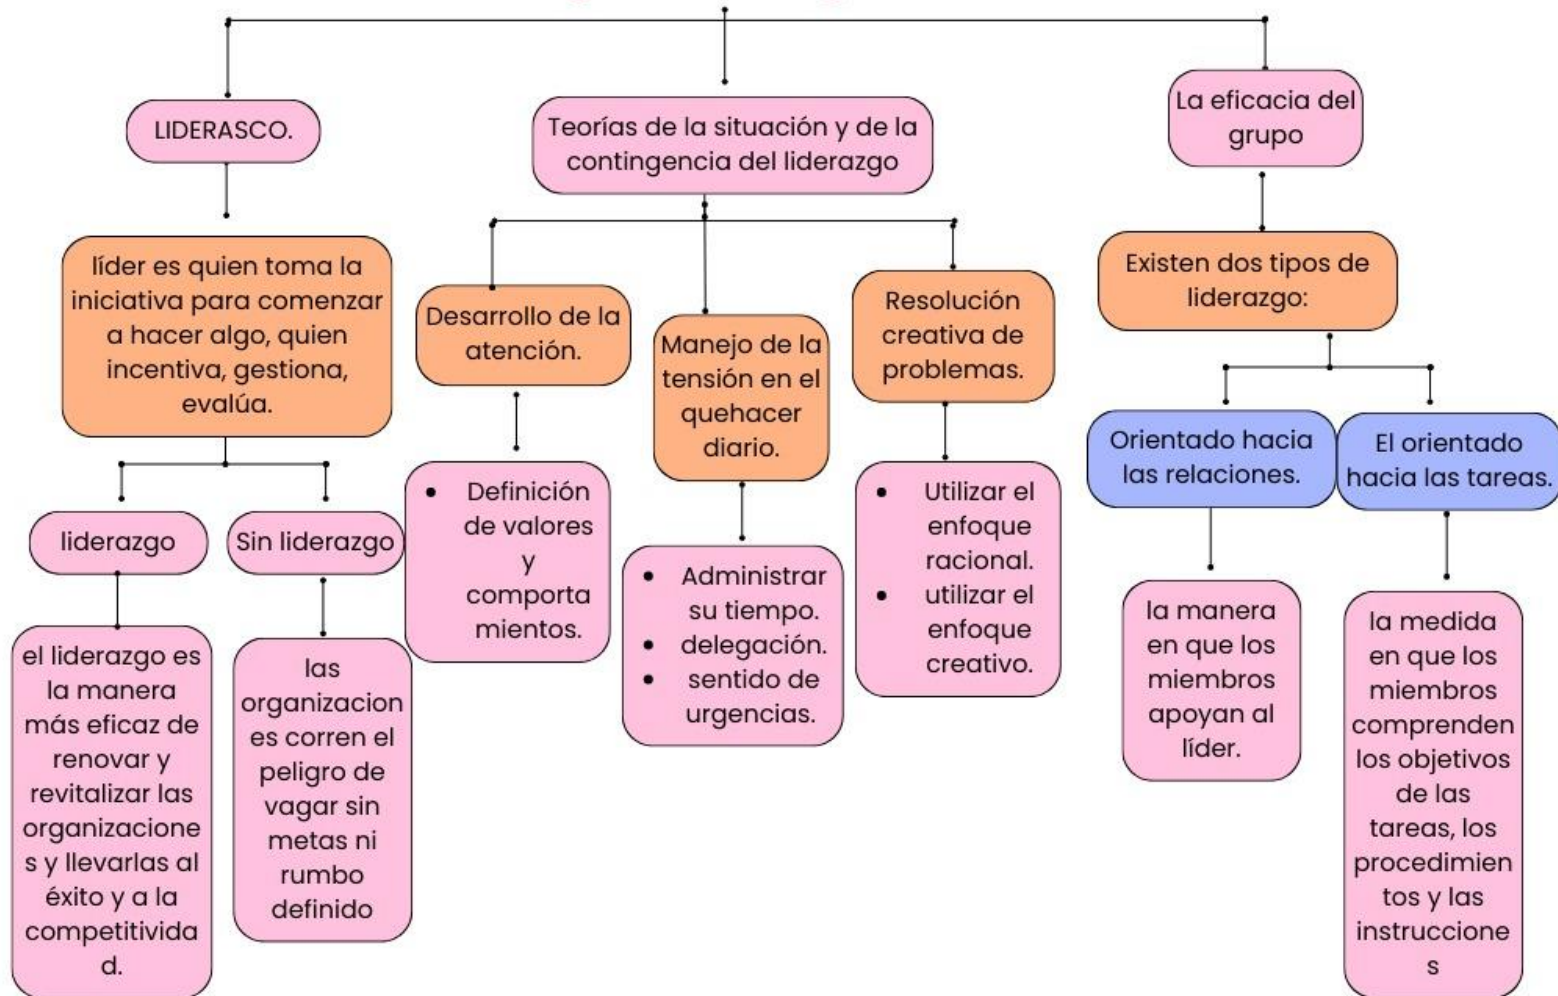 LIDERASCO.
Teorías de la situación y de la
contingencia del liderazgo
La eficacia del
grupo
líder es quien toma la
iniciativa para comenzar
a hacer algo, quien
incentiva, gestiona,
evalúa.
Desarrollo de la
atención.
Manejo de la
tensión en el
quehacer
diario.
Resolución
creativa de
problemas.
Existen dos tipos de
liderazgo:
Orientado hacia
las relaciones.
El orientado
hacia las tareas.
liderazgo
Sin liderazgo
• Definición
de valores
y
comporta
mientos.
• Administrar
su tiempo.
• delegación.
• sentido de
urgencias.
• Utilizar el
enfoque
racional.
• utilizar el
enfoque
creativo.
la manera
en que los
miembros
apoyan al
líder.
la medida
en que los
miembros
comprenden
los objetivos
de las
tareas, los
procedimien
tos y las
instruccione
s
el liderazgo es
la manera
más eficaz de
renovar y
revitalizar las
organizacione
s y llevarlas al
éxito y a la
competitivida
d.
las
organizacion
es corren el
peligro de
vagar sin
metas ni
rumbo
definido